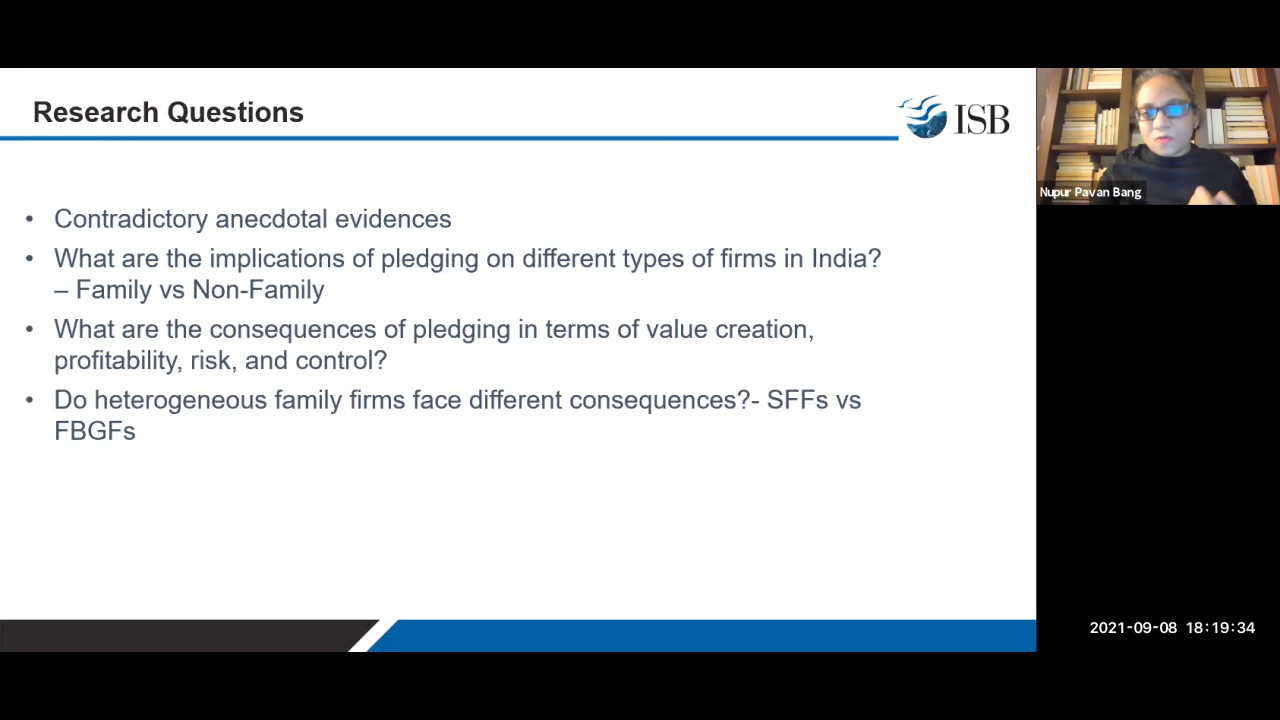 Research Questions
ISB
• Contradictory anecdotal evidences
• What are the implications of pledging on different types of firms in India?
– Family vs Non-Family
• What are the consequences of pledging in terms of value creation,
profitability, risk, and control?
• Do heterogeneous family firms face different consequences?- SFFs vs
FBGFs
Nupur Pavan Bang
2021-09-08 18:19:34